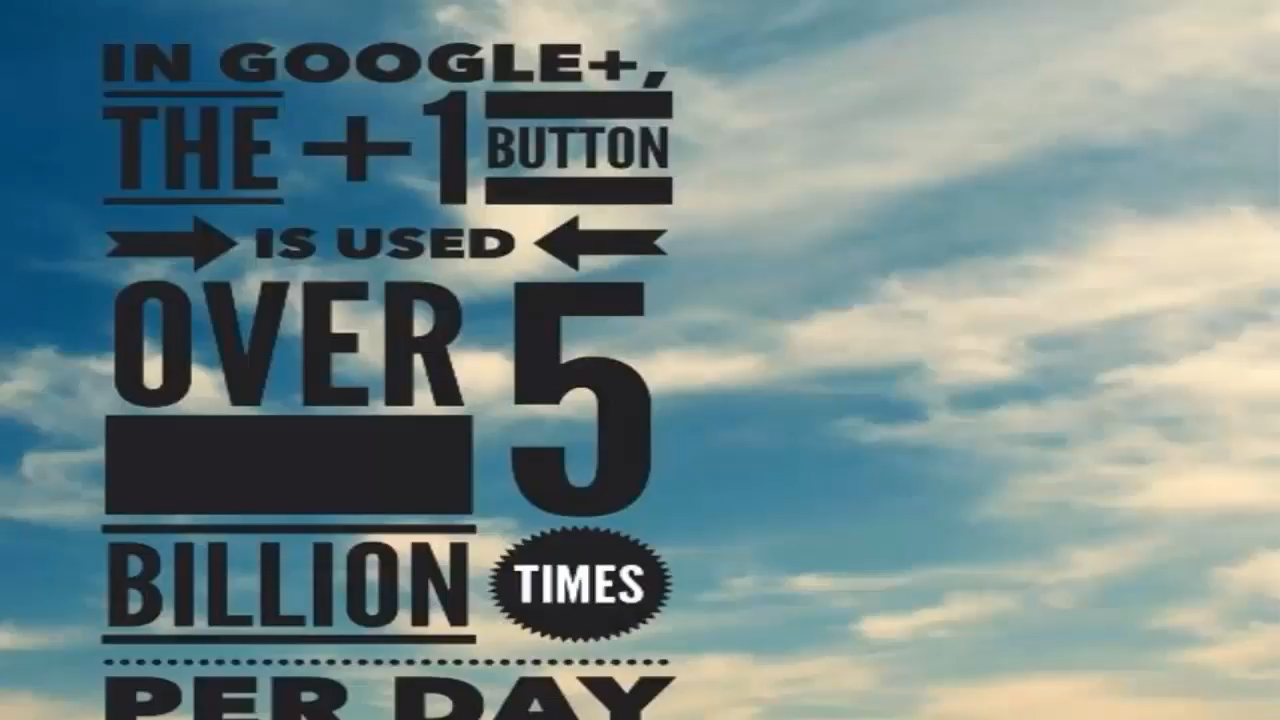 IN GOOGLE+,
THE +1 BUTTON
IS USED
OVER 5
BILLION TIMES
PER DAY